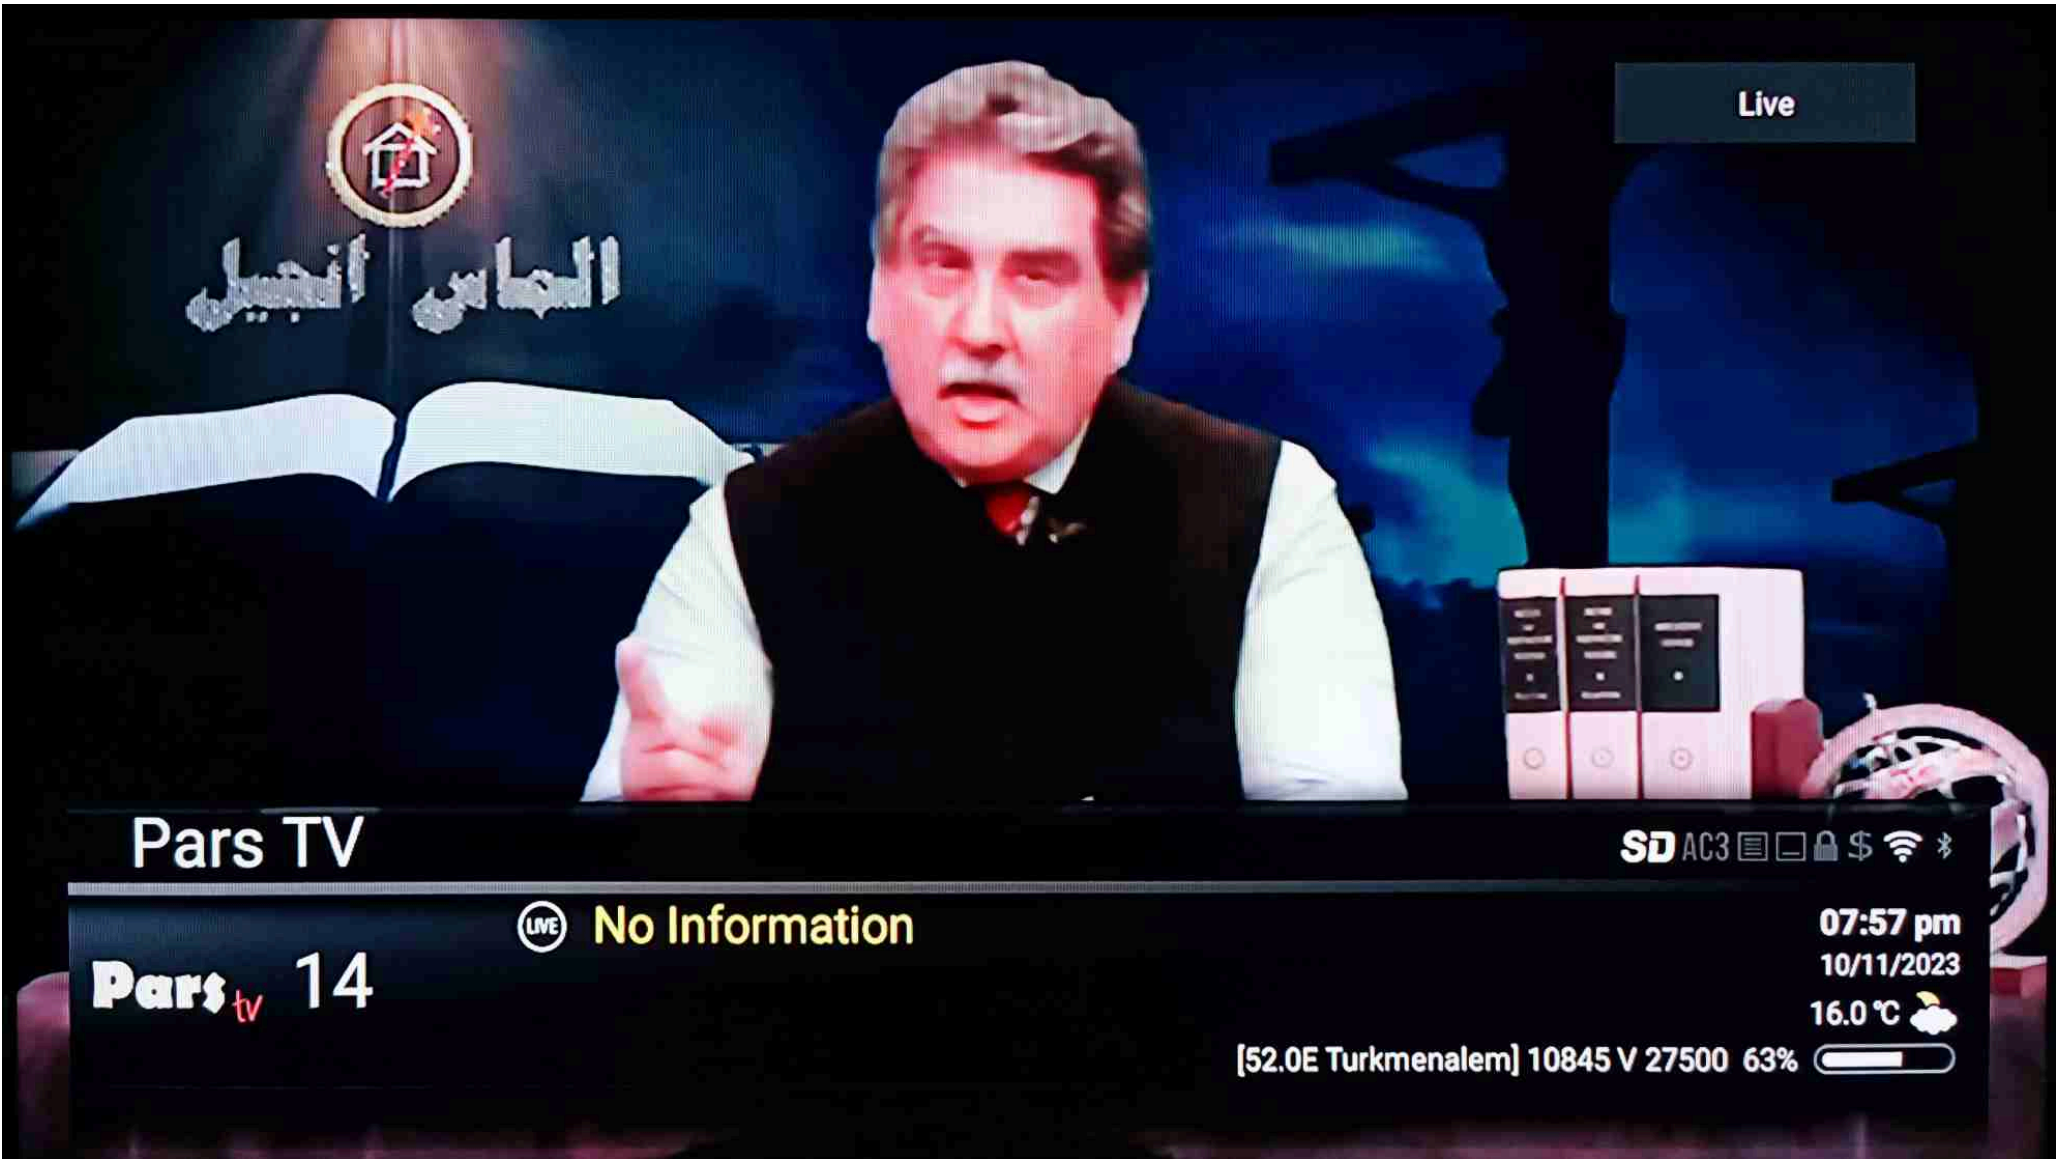 Live
الماس انجیل
Pars TV
SD AC3 $
LIVE No Information
07:57 pm
Pars tv 14
10/11/2023
16.0 °C
[52.0E Turkmenalem] 10845 V 27500 63%